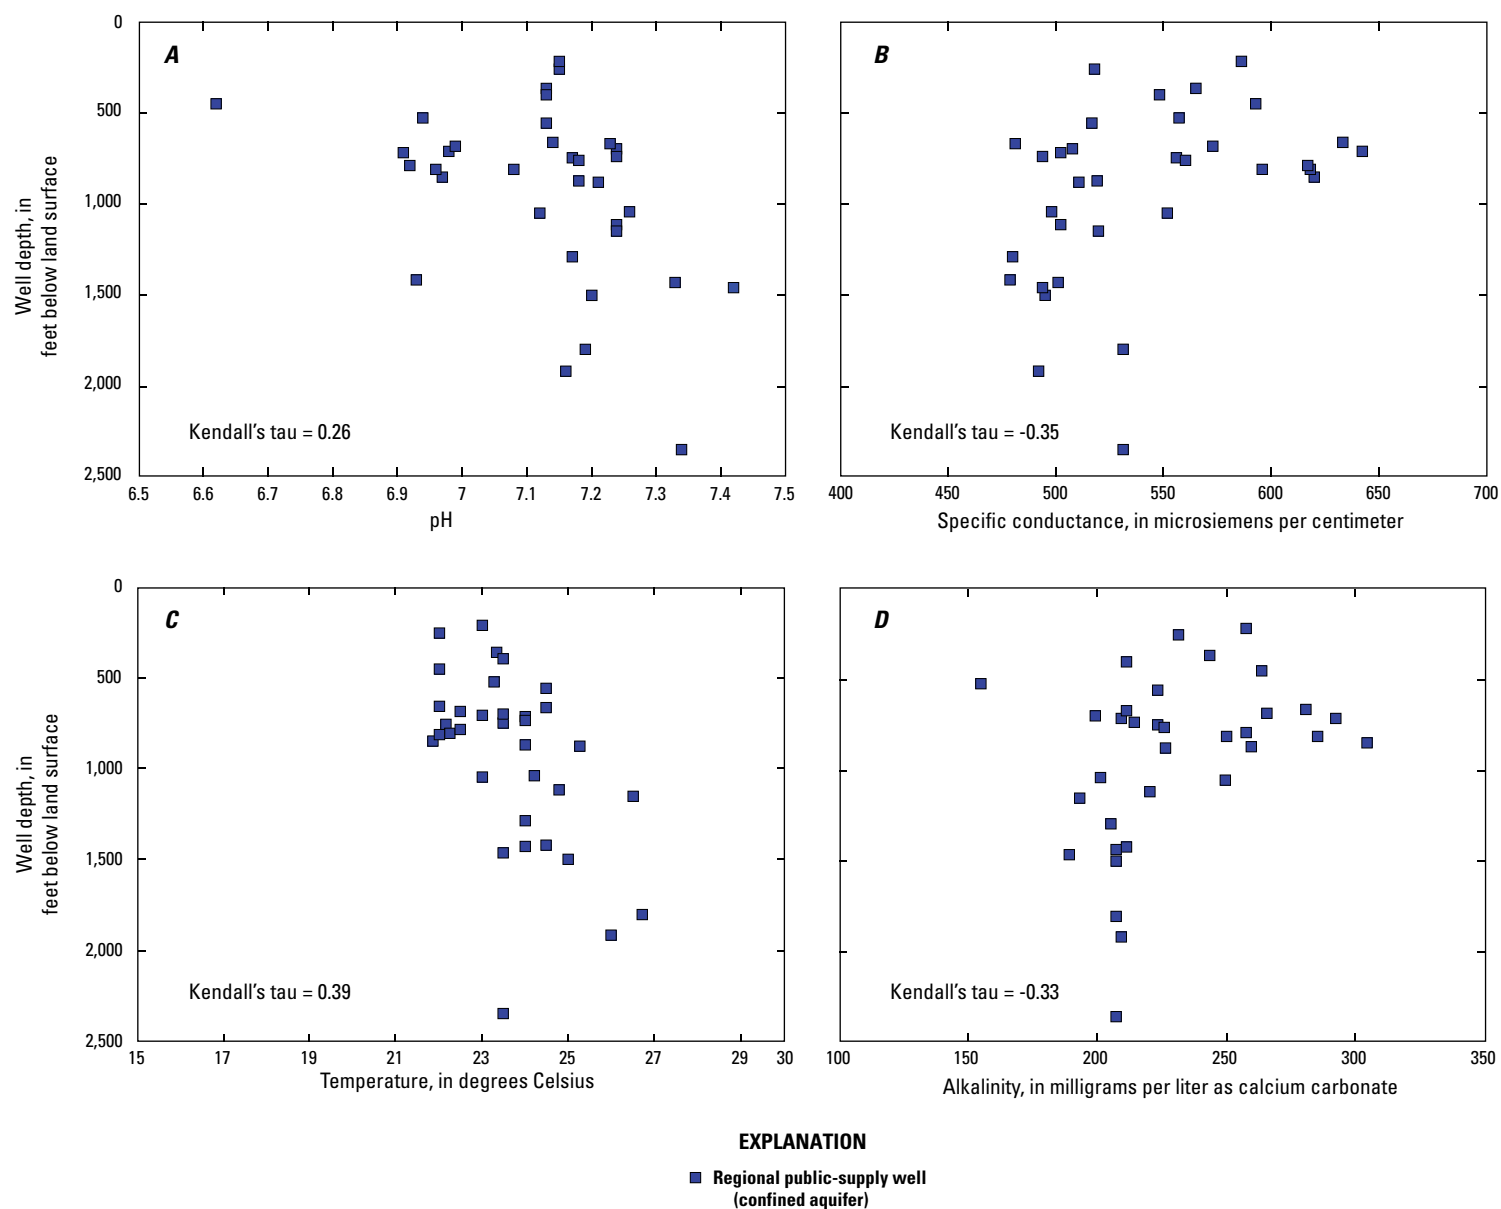 A
0
500
1,000
1,500
2,000
2,500
Well depth, in
feet below land surface
Kendall's tau = 0.26
6.5 6.6 6.7 6.8 6.9 7 7.1 7.2 7.3 7.4 7.5
pH
B
Kendall's tau = -0.35
400 450 500 550 600 650 700
Specific conductance, in microsiemens per centimeter
C
0
500
1,000
1,500
2,000
2,500
Well depth, in
feet below land surface
Kendall's tau = 0.39
15 17 19 21 23 25 27 29 30
Temperature, in degrees Celsius
D
Kendall's tau = -0.33
100 150 200 250 300 350
Alkalinity, in milligrams per liter as calcium carbonate
EXPLANATION
Regional public-supply well
(confined aquifer)